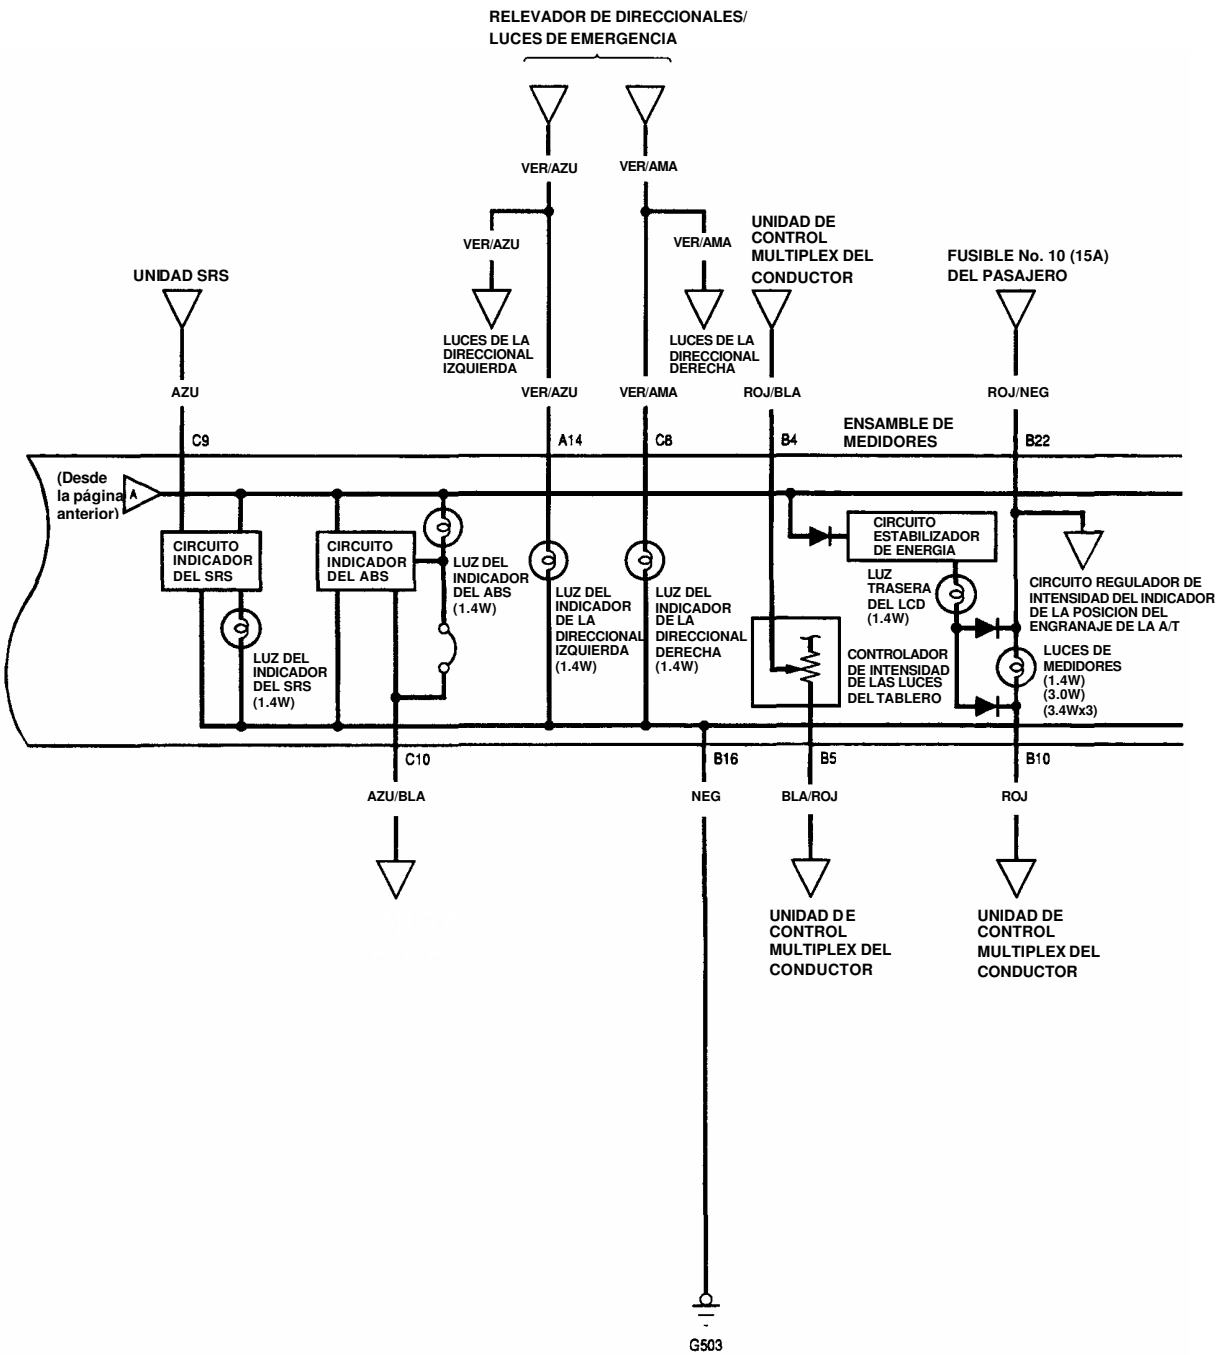 RELEVADOR DE DIRECCIONALES/
LUCES DE EMERGENCIA
VER/AZU
VER/AMA
VER/AZU
VER/AMA
UNIDAD DE
CONTROL
MULTIPLEX DEL
CONDUCTOR
FUSIBLE No. 10 (15A)
DEL PASAJERO
UNIDAD SRS
LUCES DE LA
DIRECCIONAL
IZQUIERDA
LUCES DE LA
DIRECCIONAL
DERECHA
AZU
VER/AZU
VER/AMA
ROJ/BLA
ROJ/NEG
ENSAMBLE DE
MEDIDORES
C9
A14
C8
B4
B22
(Desde
la página
anterior)
A
CIRCUITO
INDICADOR
DEL SRS
CIRCUITO
INDICADOR
DEL ABS
LUZ DEL
INDICADOR
DEL ABS
(1.4W)
LUZ DEL
INDICADOR
DE LA
DIRECCIONAL
IZQUIERDA
(1.4W)
LUZ DEL
INDICADOR
DE LA
DIRECCIONAL
DERECHA
(1.4W)
CIRCUITO
ESTABILIZADOR
DE ENERGIA
LUZ
TRASERA
DEL LCD
(1.4W)
CIRCUITO REGULADOR DE
INTENSIDAD DEL INDICADOR
DE LA POSICION DEL
ENGRANAJE DE LA A/T
LUZ DEL
INDICADOR
DEL SRS
(1.4W)
CONTROLADOR
DE INTENSIDAD
DE LAS LUCES
DEL TABLERO
LUCES DE
MEDIDORES
(1.4W)
(3.0W)
(3.4Wx3)
C10
B16
B5
B10
AZU/BLA
NEG
BLA/ROJ
ROJ
UNIDAD DE
CONTROL
MULTIPLEX DEL
CONDUCTOR
UNIDAD DE
CONTROL
MULTIPLEX DEL
CONDUCTOR
G503